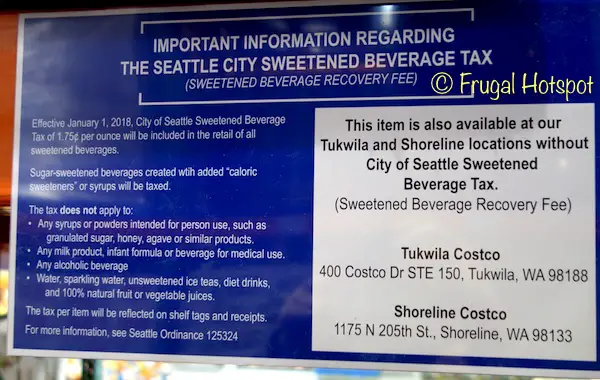 IMPORTANT INFORMATION REGARDING
THE SEATTLE CITY SWEETENED BEVERAGE TAX
(SWEETENED BEVERAGE RECOVERY FEE)
© Frugal Hotspot
Effective January 1, 2018, City of Seattle Sweetened Beverage
Tax of 1.75¢ per ounce will be included in the retail of all
sweetened beverages.
Sugar-sweetened beverages created wtih added “caloric
sweeteners” or syrups will be taxed.
The tax does not apply to:
• Any syrups or powders intended for person use, such as
granulated sugar, honey, agave or similar products.
• Any milk product, infant formula or beverage for medical use.
• Any alcoholic beverage
• Water, sparkling water, unsweetened ice teas, diet drinks,
and 100% natural fruit or vegetable juices.
The tax per item will be reflected on shelf tags and receipts.
For more information, see Seattle Ordinance 125324
This item is also available at our
Tukwila and Shoreline locations without
City of Seattle Sweetened
Beverage Tax.
(Sweetened Beverage Recovery Fee)
Tukwila Costco
400 Costco Dr STE 150, Tukwila, WA 98188
Shoreline Costco
1175 N 205th St., Shoreline, WA 98133